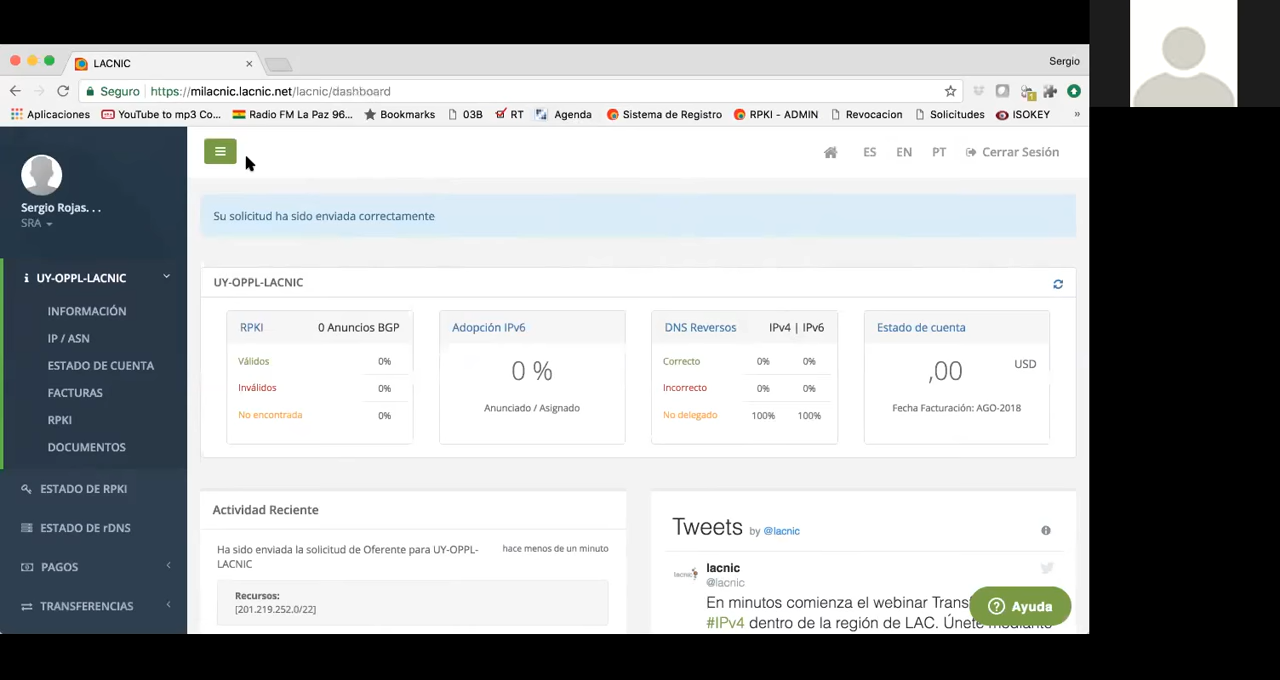 LACNIC
Sergio
Seguro https://milacnic.lacnic.net/lacnic/dashboard
Aplicaciones YouTube to mp3 Co... Radio FM La Paz 96... Bookmarks 03B RT Agenda Sistema de Registro RPKI - ADMIN Revocacion Solicitudes ISOKEY »
ES EN PT Cerrar Sesión
Sergio Rojas. . .
SRA
Su solicitud ha sido enviada correctamente
UY-OPPL-LACNIC
INFORMACIÓN
IP / ASN
ESTADO DE CUENTA
FACTURAS
RPKI
DOCUMENTOS
ESTADO DE RPKI
ESTADO DE rDNS
PAGOS
TRANSFERENCIAS
UY-OPPL-LACNIC
RPKI 0 Anuncios BGP
Válidos 0%
Inválidos 0%
No encontrada 0%
Adopción IPv6
0 %
Anunciado / Asignado
DNS Reversos IPv4 | IPv6
Correcto 0% 0%
Incorrecto 0% 0%
No delegado 100% 100%
Estado de cuenta
,00 USD
Fecha Facturación: AGO-2018
Actividad Reciente
Ha sido enviada la solicitud de Oferente para UY-OPPL- hace menos de un minuto
LACNIC
Recursos:
[201.219.252.0/22]
Tweets by @lacnic
lacnic
@lacnic
En minutos comienza el webinar
#IPv4 dentro de la región de LAC. Únete
Ayuda